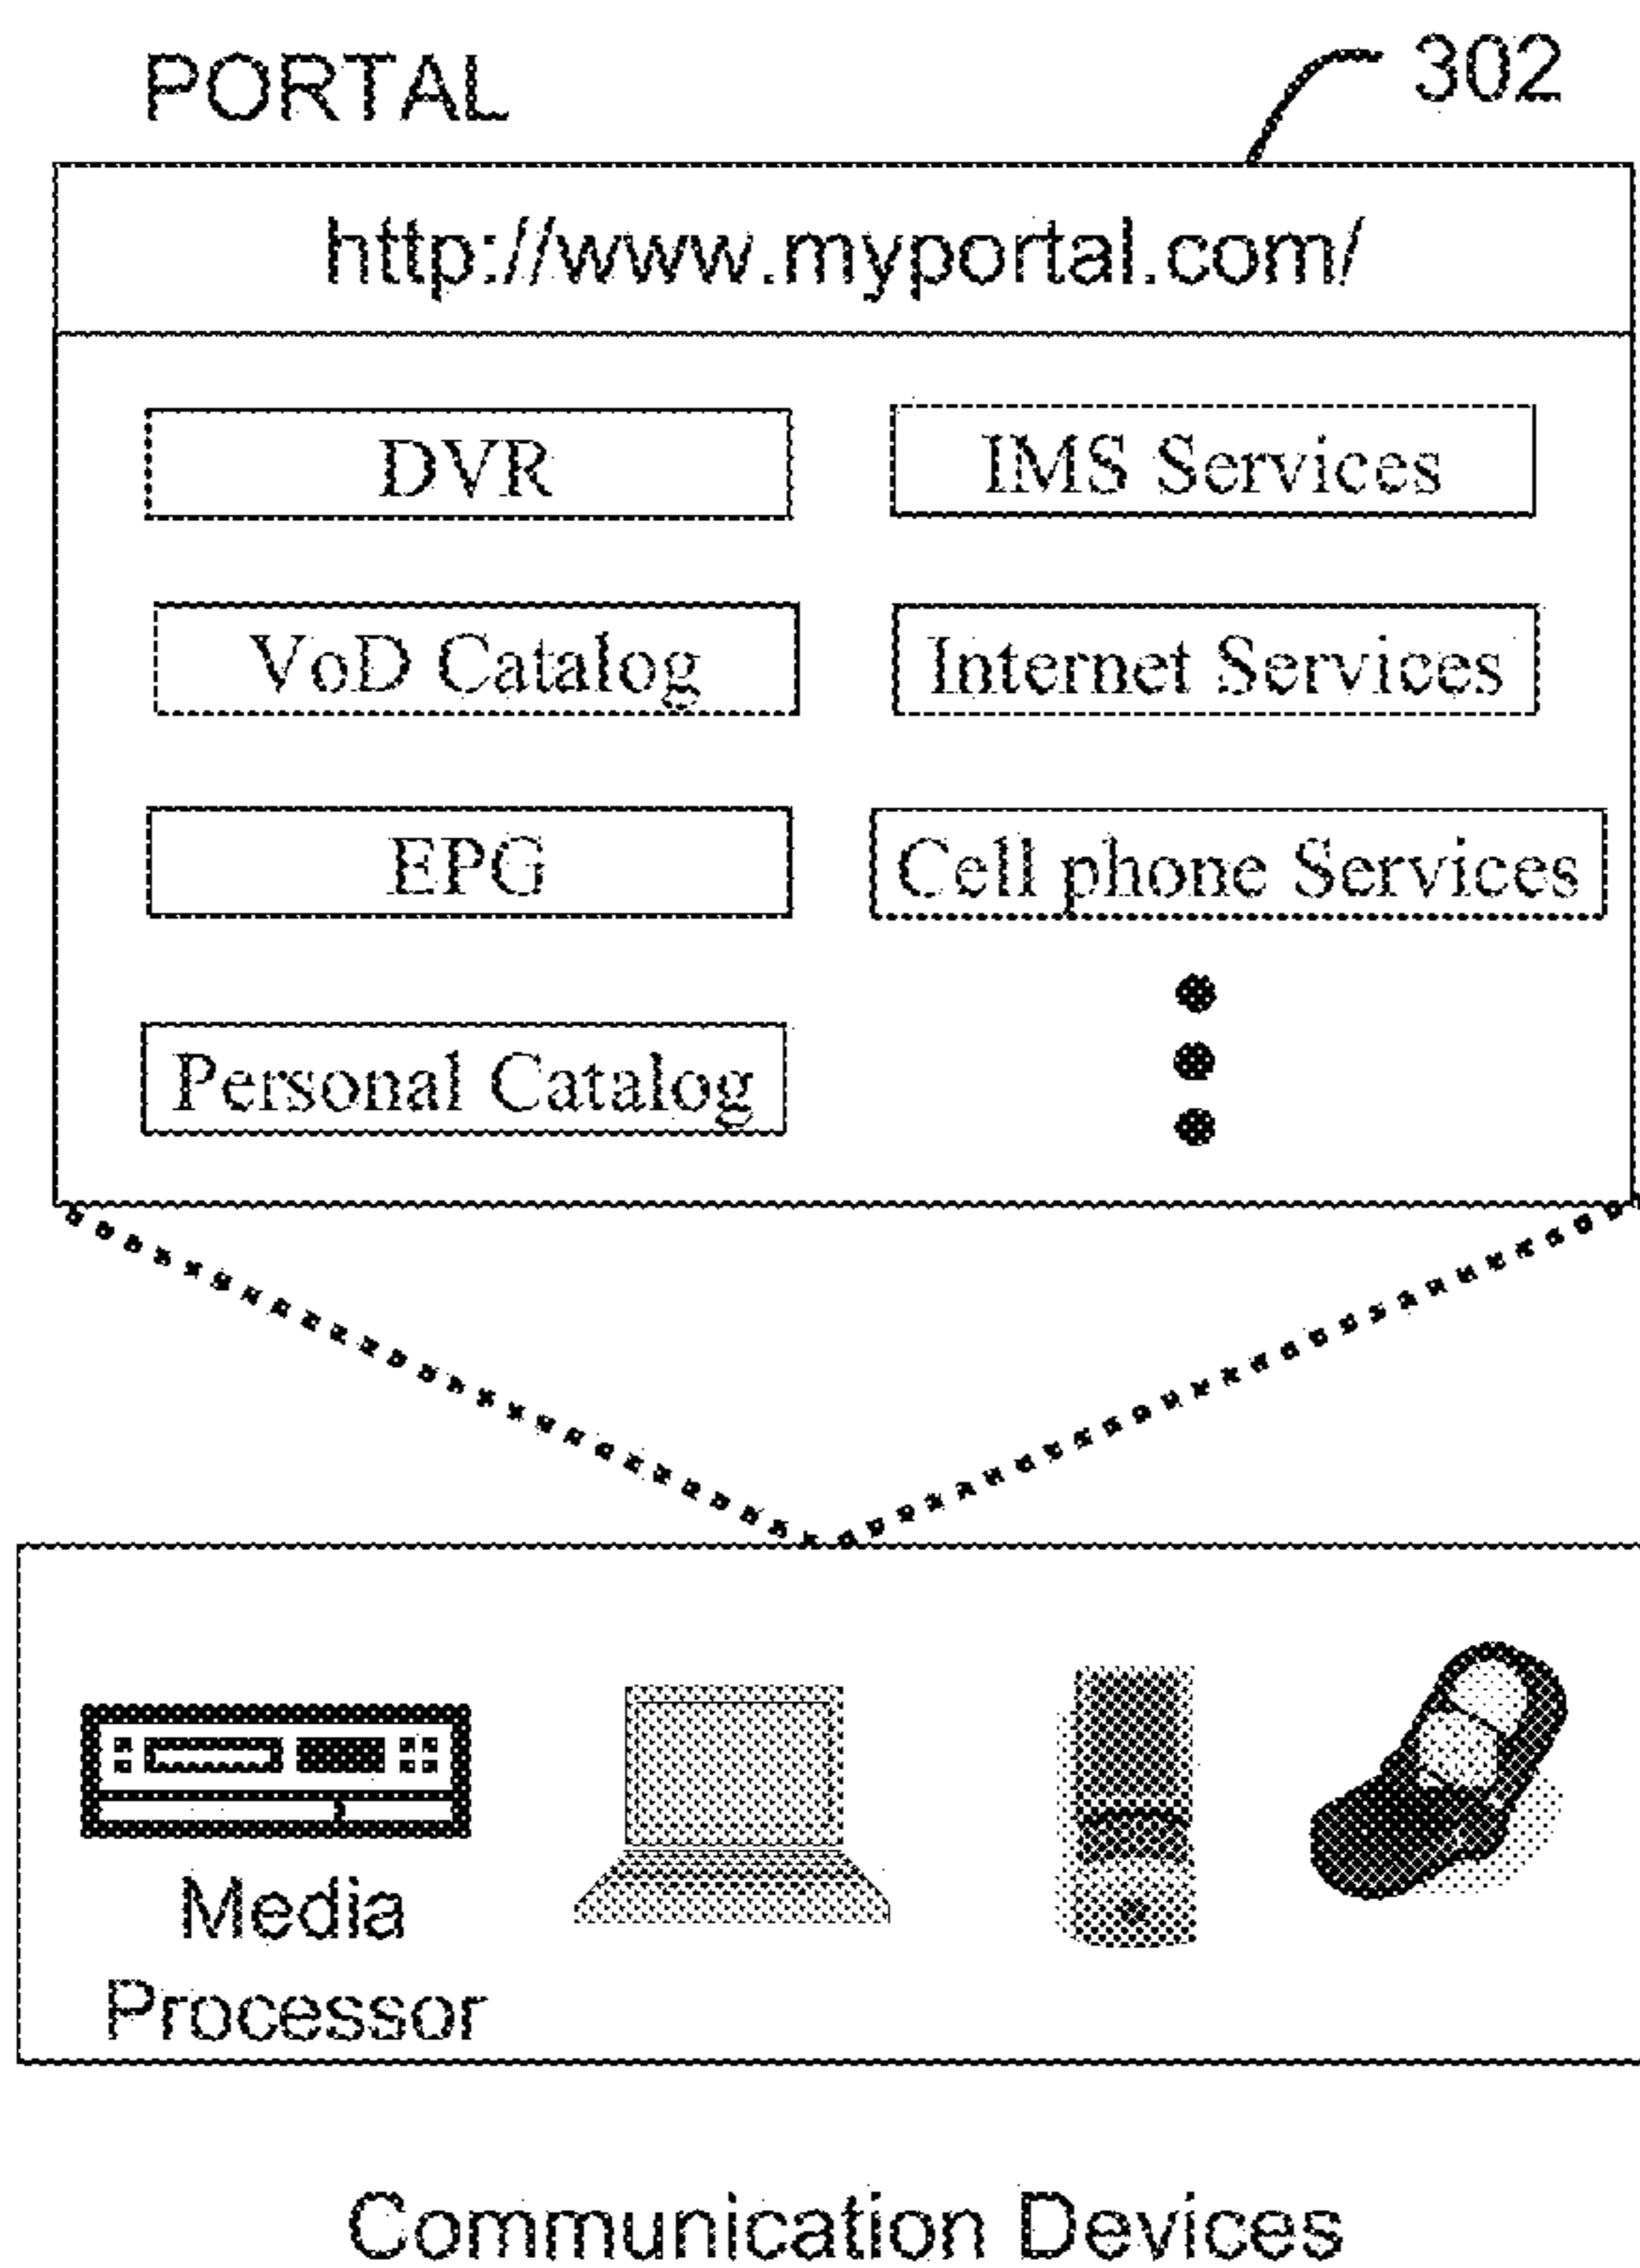 PORTAL
302
http://www.myportal.com/
DVR
IMS Services
VoD Catalog
Internet Services
EPG
Cell phone Services
Personal Catalog
Media
Processor
Communication Devices